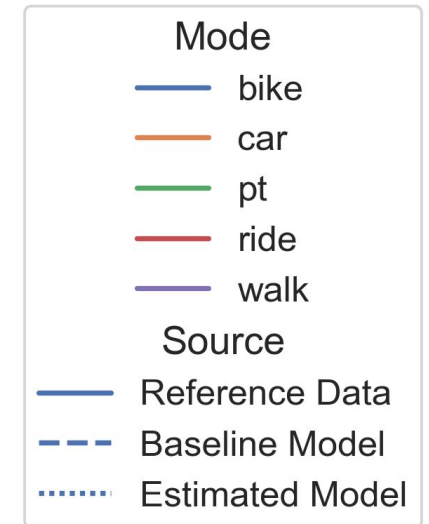 Mode
bike
car
pt
ride
walk
Source
Reference Data
Baseline Model
Estimated Model